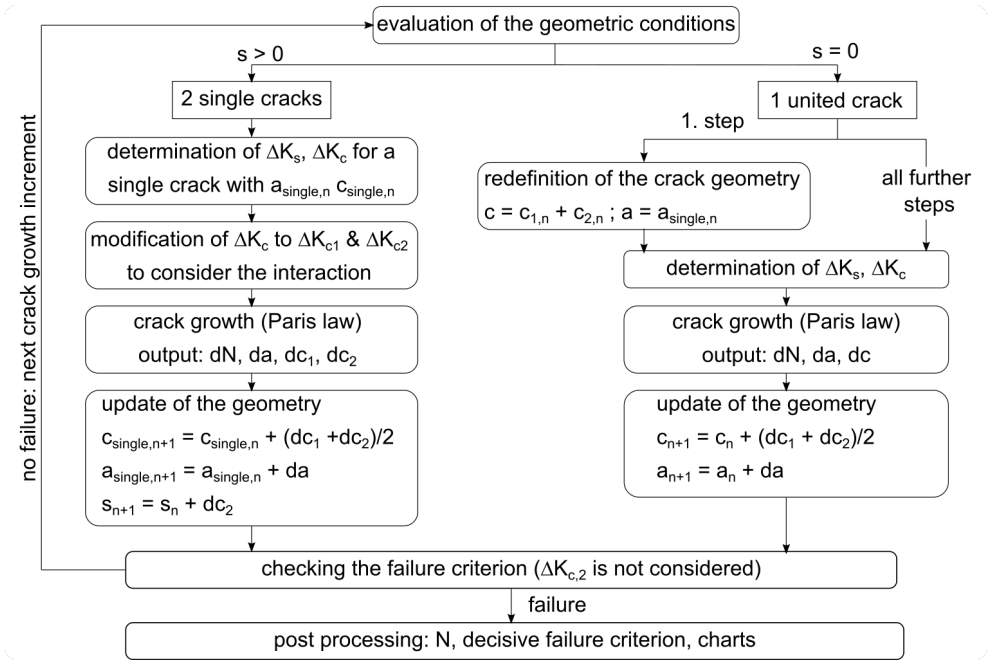 evaluation of the geometric conditions
s > 0
s = 0
2 single cracks
1 united crack
1. step
determination of ΔKs, ΔKc for a
single crack with asingle,n csingle,n
redefinition of the crack geometry
c = c1,n + c2,n ; a = asingle,n
all further
steps
modification of ΔKc to ΔKc1 & ΔKc2
to consider the interaction
determination of ΔKs, ΔKc
crack growth (Paris law)
output: dN, da, dc1, dc2
crack growth (Paris law)
output: dN, da, dc
update of the geometry
csingle,n+1 = csingle,n + (dc1 +dc2)/2
asingle,n+1 = asingle,n + da
sn+1 = sn + dc2
update of the geometry
cn+1 = cn + (dc1 + dc2)/2
an+1 = an + da
no failure: next crack growth increment
checking the failure criterion (ΔKc,2 is not considered)
failure
post processing: N, decisive failure criterion, charts